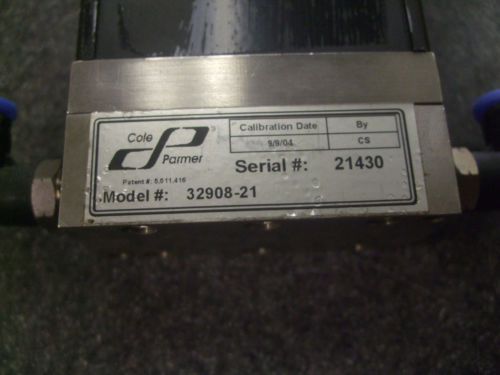 Cole
Parmer
Calibration Date By
9/9/04 CS
Serial #: 21430
Patent #: 5,511,416
Model #: 32908-21